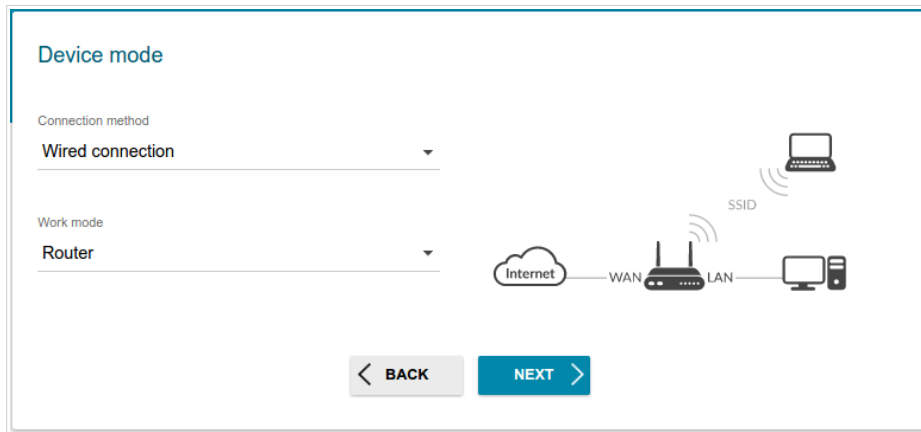 Device mode
Connection method
Wired connection
SSID
Work mode
Router
Internet
WAN
LAN
BACK
NEXT